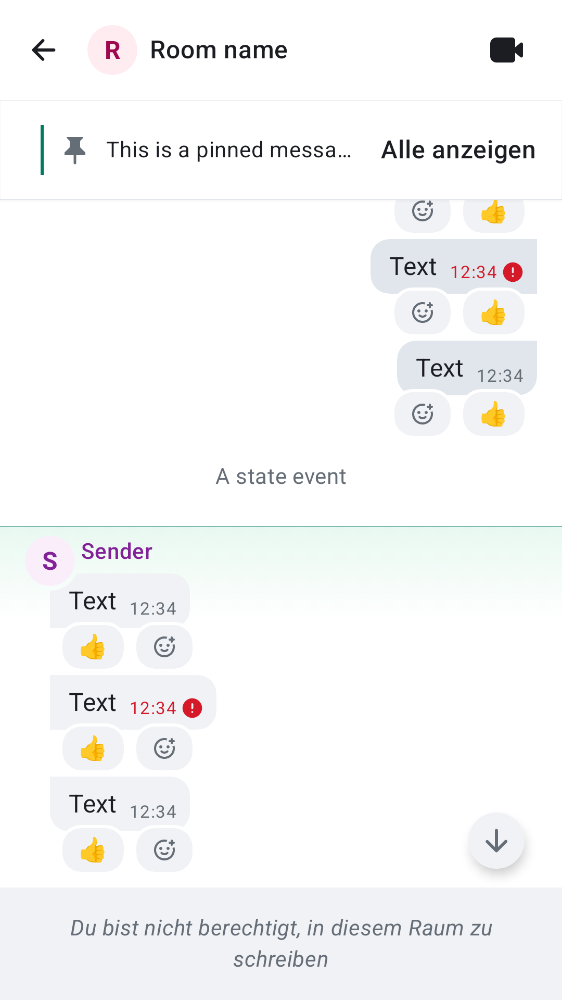 R Room name
This is a pinned messa... Alle anzeigen
Text 12:34
Text 12:34
A state event
S Sender
Text 12:34
Text 12:34
Text 12:34
Du bist nicht berechtigt, in diesem Raum zu
schreiben